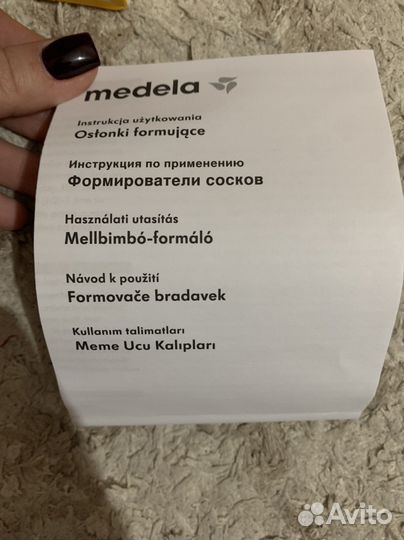 medela
Instrukcja użytkowania
Osłonki formujące
Инструкция по применению
Формирователи сосков
Használati utasítás
Mellbimbó-formáló
Návod k použití
Formovače bradavek
Kullanım talimatları
Meme Ucu Kalıpları
Avito